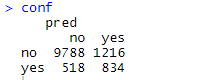 > conf
pred
no yes
no 9788 1216
yes 518 834